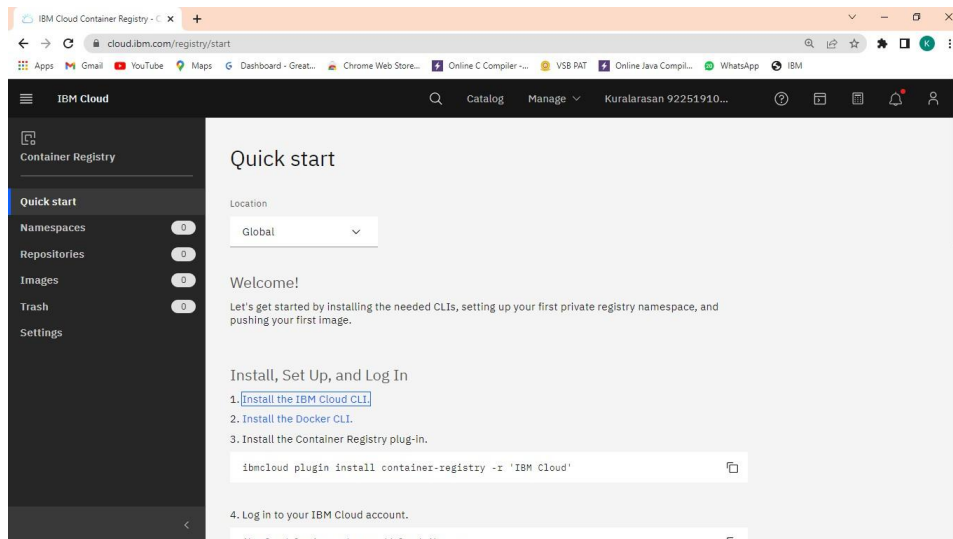 IBM Cloud Container Registry - C
cloud.ibm.com/registry/start
Apps Gmail YouTube Maps Dashboard - Great... Chrome Web Store... Online C Compiler -... VSB PAT Online Java Compil... WhatsApp IBM
IBM Cloud Catalog Manage Kuralarasan 92251910...
Container Registry
Quick start
Namespaces 0
Repositories 0
Images 0
Trash 0
Settings
Quick start
Location
Global
Welcome!
Let's get started by installing the needed CLIs, setting up your first private registry namespace, and
pushing your first image.
Install, Set Up, and Log In
1. Install the IBM Cloud CLI.
2. Install the Docker CLI.
3. Install the Container Registry plug-in.
ibmcloud plugin install container-registry -r 'IBM Cloud'
4. Log in to your IBM Cloud account.